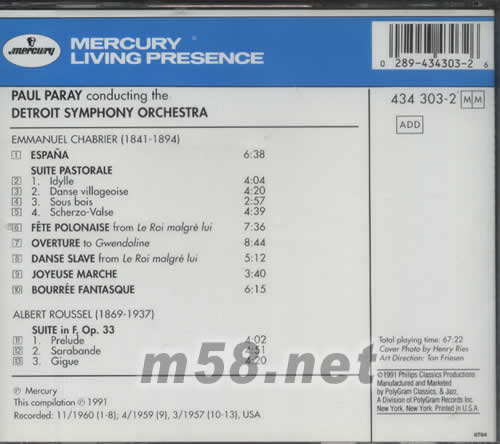 Mercury
MERCURY
LIVING PRESENCE
0 289-434303-2 6
PAUL PARAY conducting the
DETROIT SYMPHONY ORCHESTRA
434 303-2 MM
ADD
EMMANUEL CHABRIER (1841-1894)
1 ESPAÑA 6:38
SUITE PASTORALE
2 1. Idylle 4:04
3 2. Danse villageoise 4:20
4 3. Sous bois 2:57
5 4. Scherzo-Valse 4:39
6 FÊTE POLONAISE from Le Roi malgré lui 7:36
7 OVERTURE to Gwendoline 8:44
8 DANSE SLAVE from Le Roi malgré lui 5:12
9 JOYEUSE MARCHE 3:40
10 BOURRÉE FANTASQUE 6:15
ALBERT ROUSSEL (1869-1937)
SUITE in F, Op. 33
11 1. Prelude 4:02
12 2. Sarabande 4:51
13 3. Gigue 4:20
m58.net
Total playing time: 67:22
Cover Photo by Henry Ries
Art Direction: Ton Friesen
℗ Mercury
This compilation ℗ 1991
Recorded: 11/1960 (1-8), 4/1959 (9), 3/1957 (10-13), USA
©1991 Philips Classics Productions
Manufactured and Marketed
by PolyGram Classics, & Jazz,
A Division of PolyGram Records Inc.
New York, New York. Printed in U.S.A.